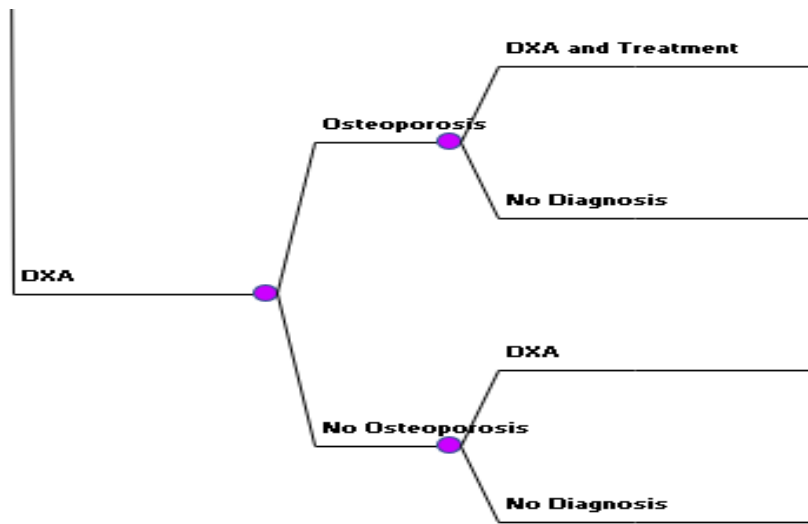 DXA and Treatment
Osteoporosis
No Diagnosis
DXA
DXA
No Osteoporosis
No Diagnosis